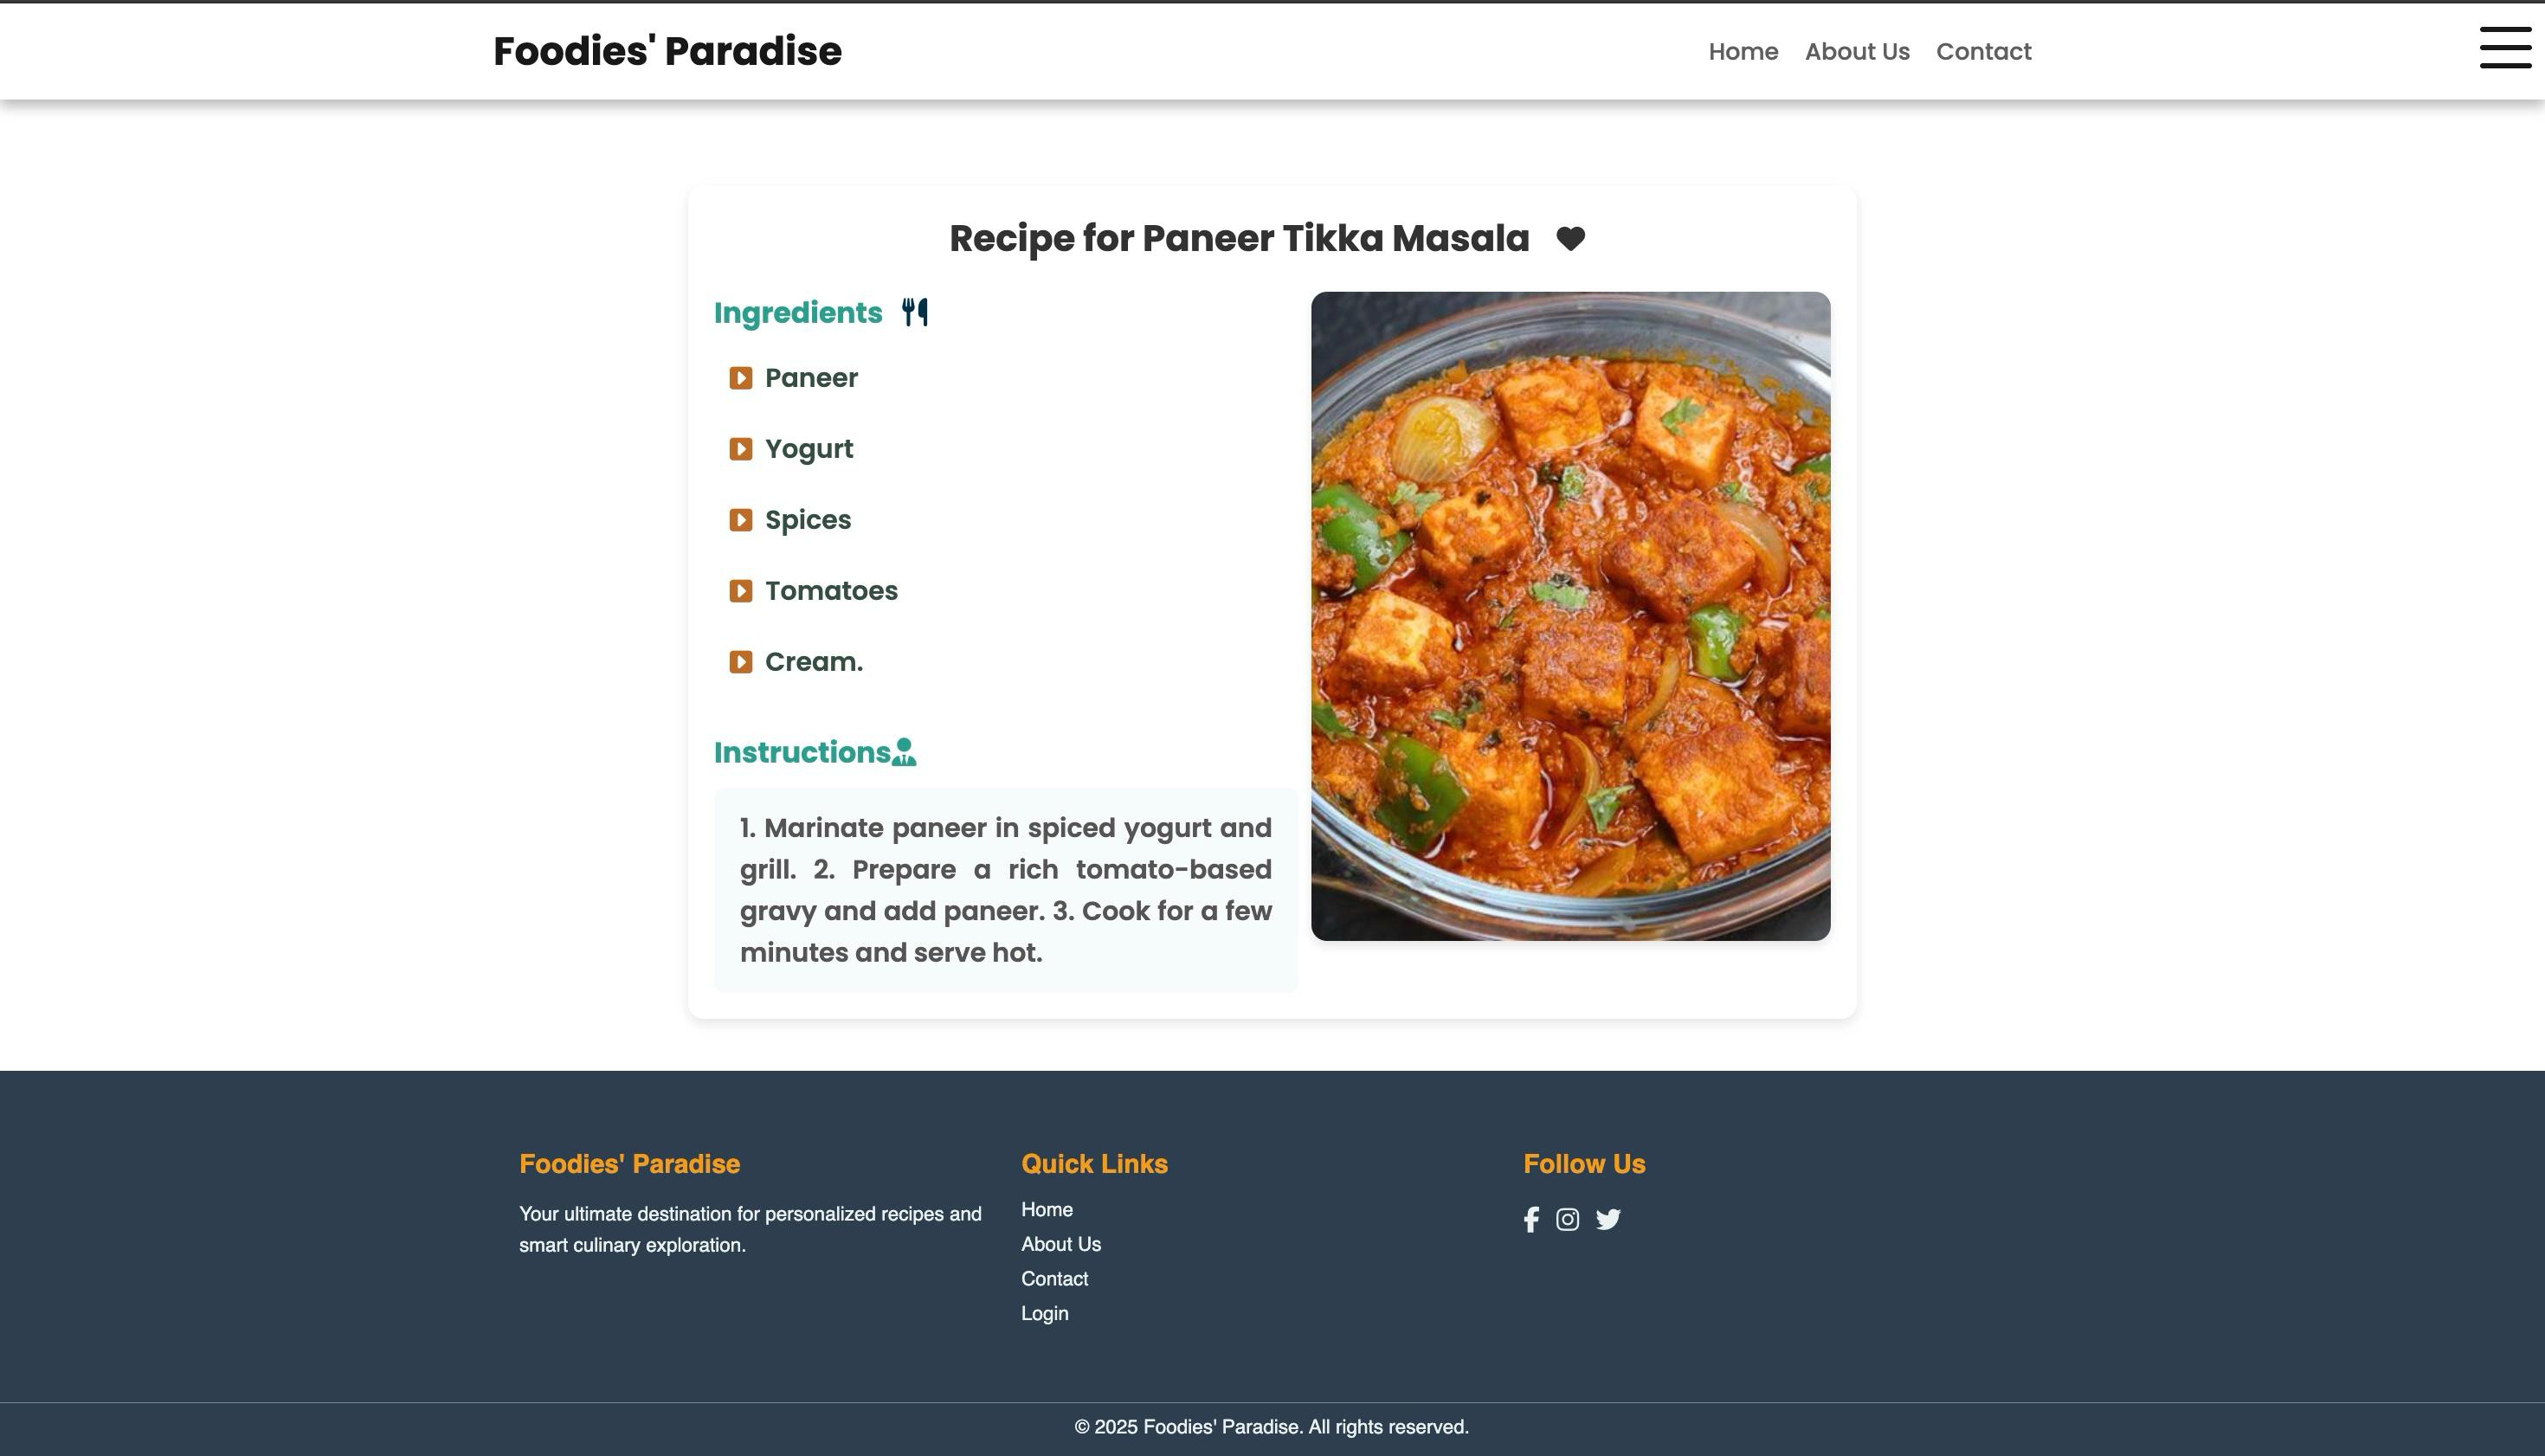 Foodies' Paradise
Home About Us Contact
Recipe for Paneer Tikka Masala
Ingredients
Paneer
Yogurt
Spices
Tomatoes
Cream.
Instructions
1. Marinate paneer in spiced yogurt and
grill. 2. Prepare a rich tomato-based
gravy and add paneer. 3. Cook for a few
minutes and serve hot.
Foodies' Paradise
Your ultimate destination for personalized recipes and
smart culinary exploration.
Quick Links
Home
About Us
Contact
Login
Follow Us
© 2025 Foodies' Paradise. All rights reserved.